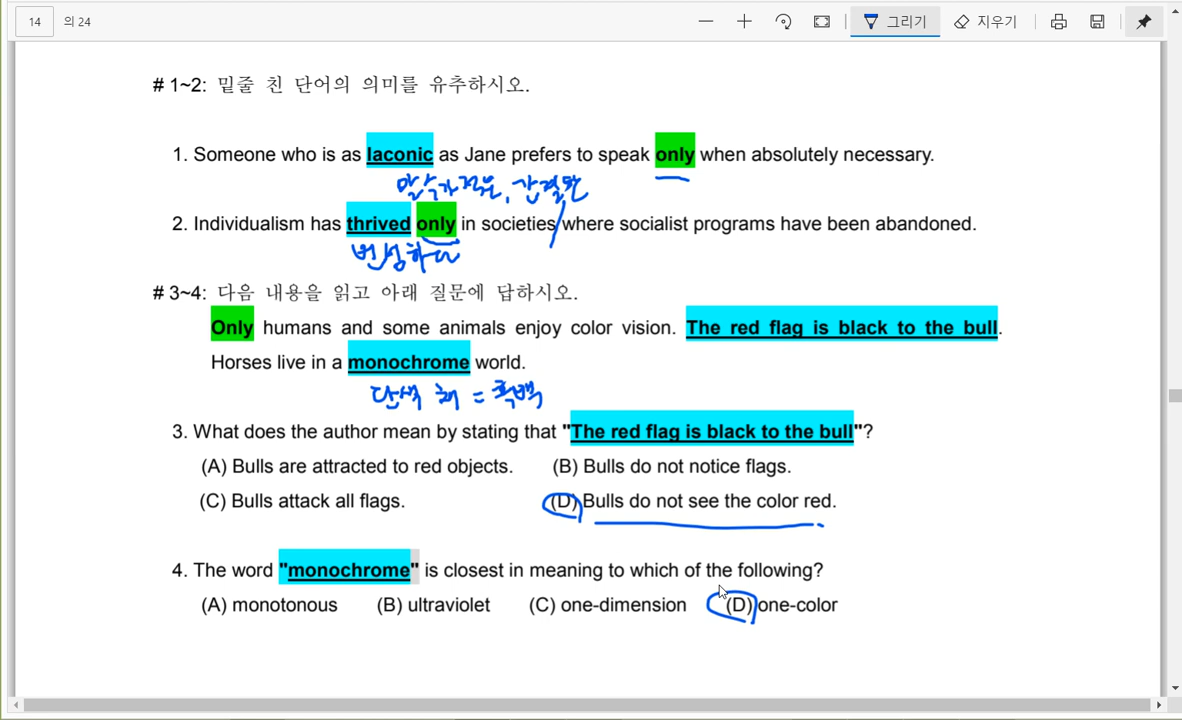 14 의 24 그리기 지우기
# 1~2: 밑줄 친 단어의 의미를 유추하시오.
1. Someone who is as laconic as Jane prefers to speak only when absolutely necessary.
말수가 적은, 간결한
2. Individualism has thrived only in societies where socialist programs have been abandoned.
번성하다
# 3~4: 다음 내용을 읽고 아래 질문에 답하시오.
Only humans and some animals enjoy color vision. The red flag is black to the bull.
Horses live in a monochrome world.
단색의 = 흑백
3. What does the author mean by stating that "The red flag is black to the bull"?
(A) Bulls are attracted to red objects. (B) Bulls do not notice flags.
(C) Bulls attack all flags. (D) Bulls do not see the color red.
4. The word "monochrome" is closest in meaning to which of the following?
(A) monotonous (B) ultraviolet (C) one-dimension (D) one-color